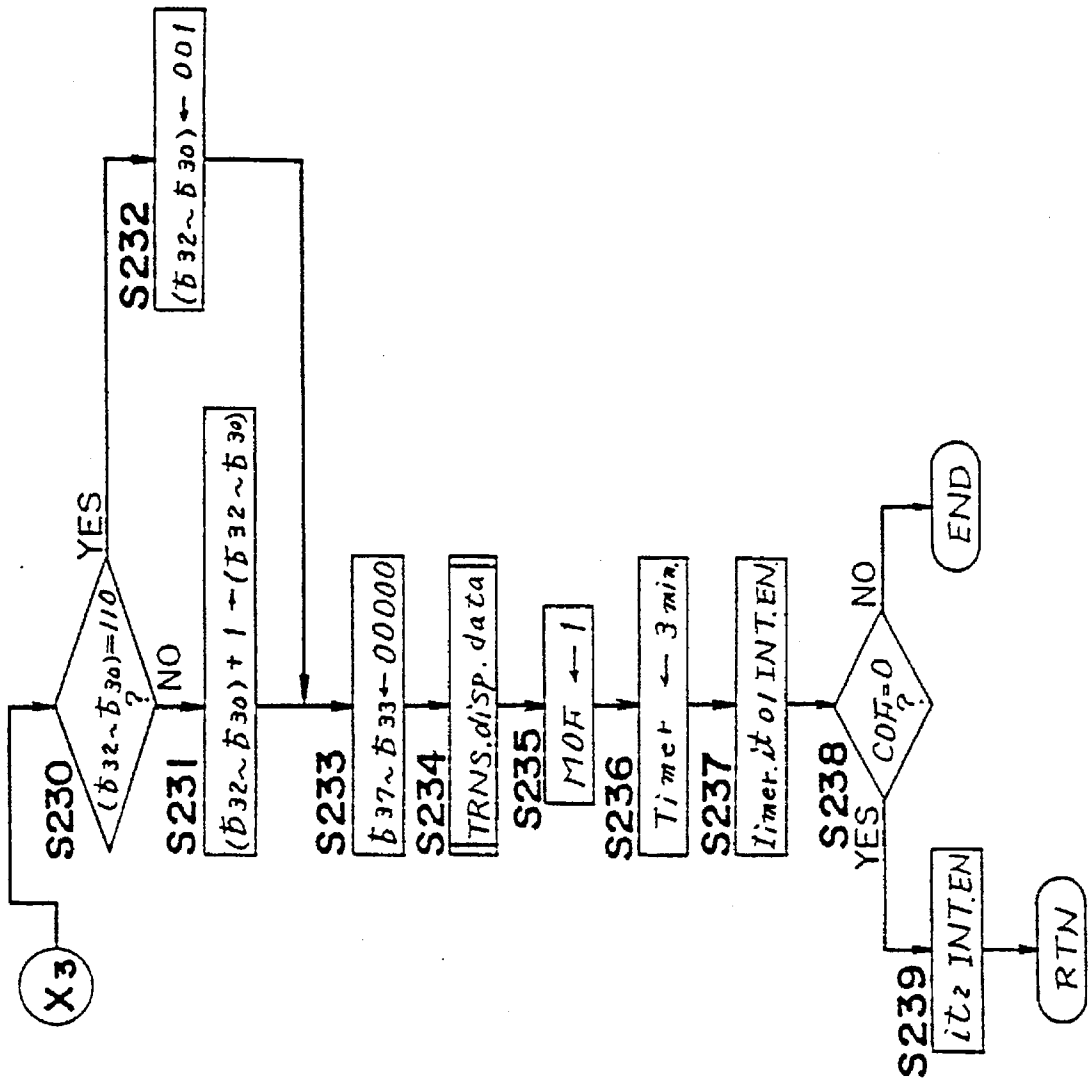 X3
S230
(b32~b30)=110
?
YES
NO
S231
(b32~b30) + 1 → (b32~b30)
S232
(b32~b30) ← 001
S233
b37~b33 ← 00000
S234
TRNS.disp.data
S235
MOF ← 1
S236
Timer ← 3 min.
S237
Timer.it01 INT.EN
S238
COF=0
?
YES
NO
S239
it2 INT.EN
RTN
END